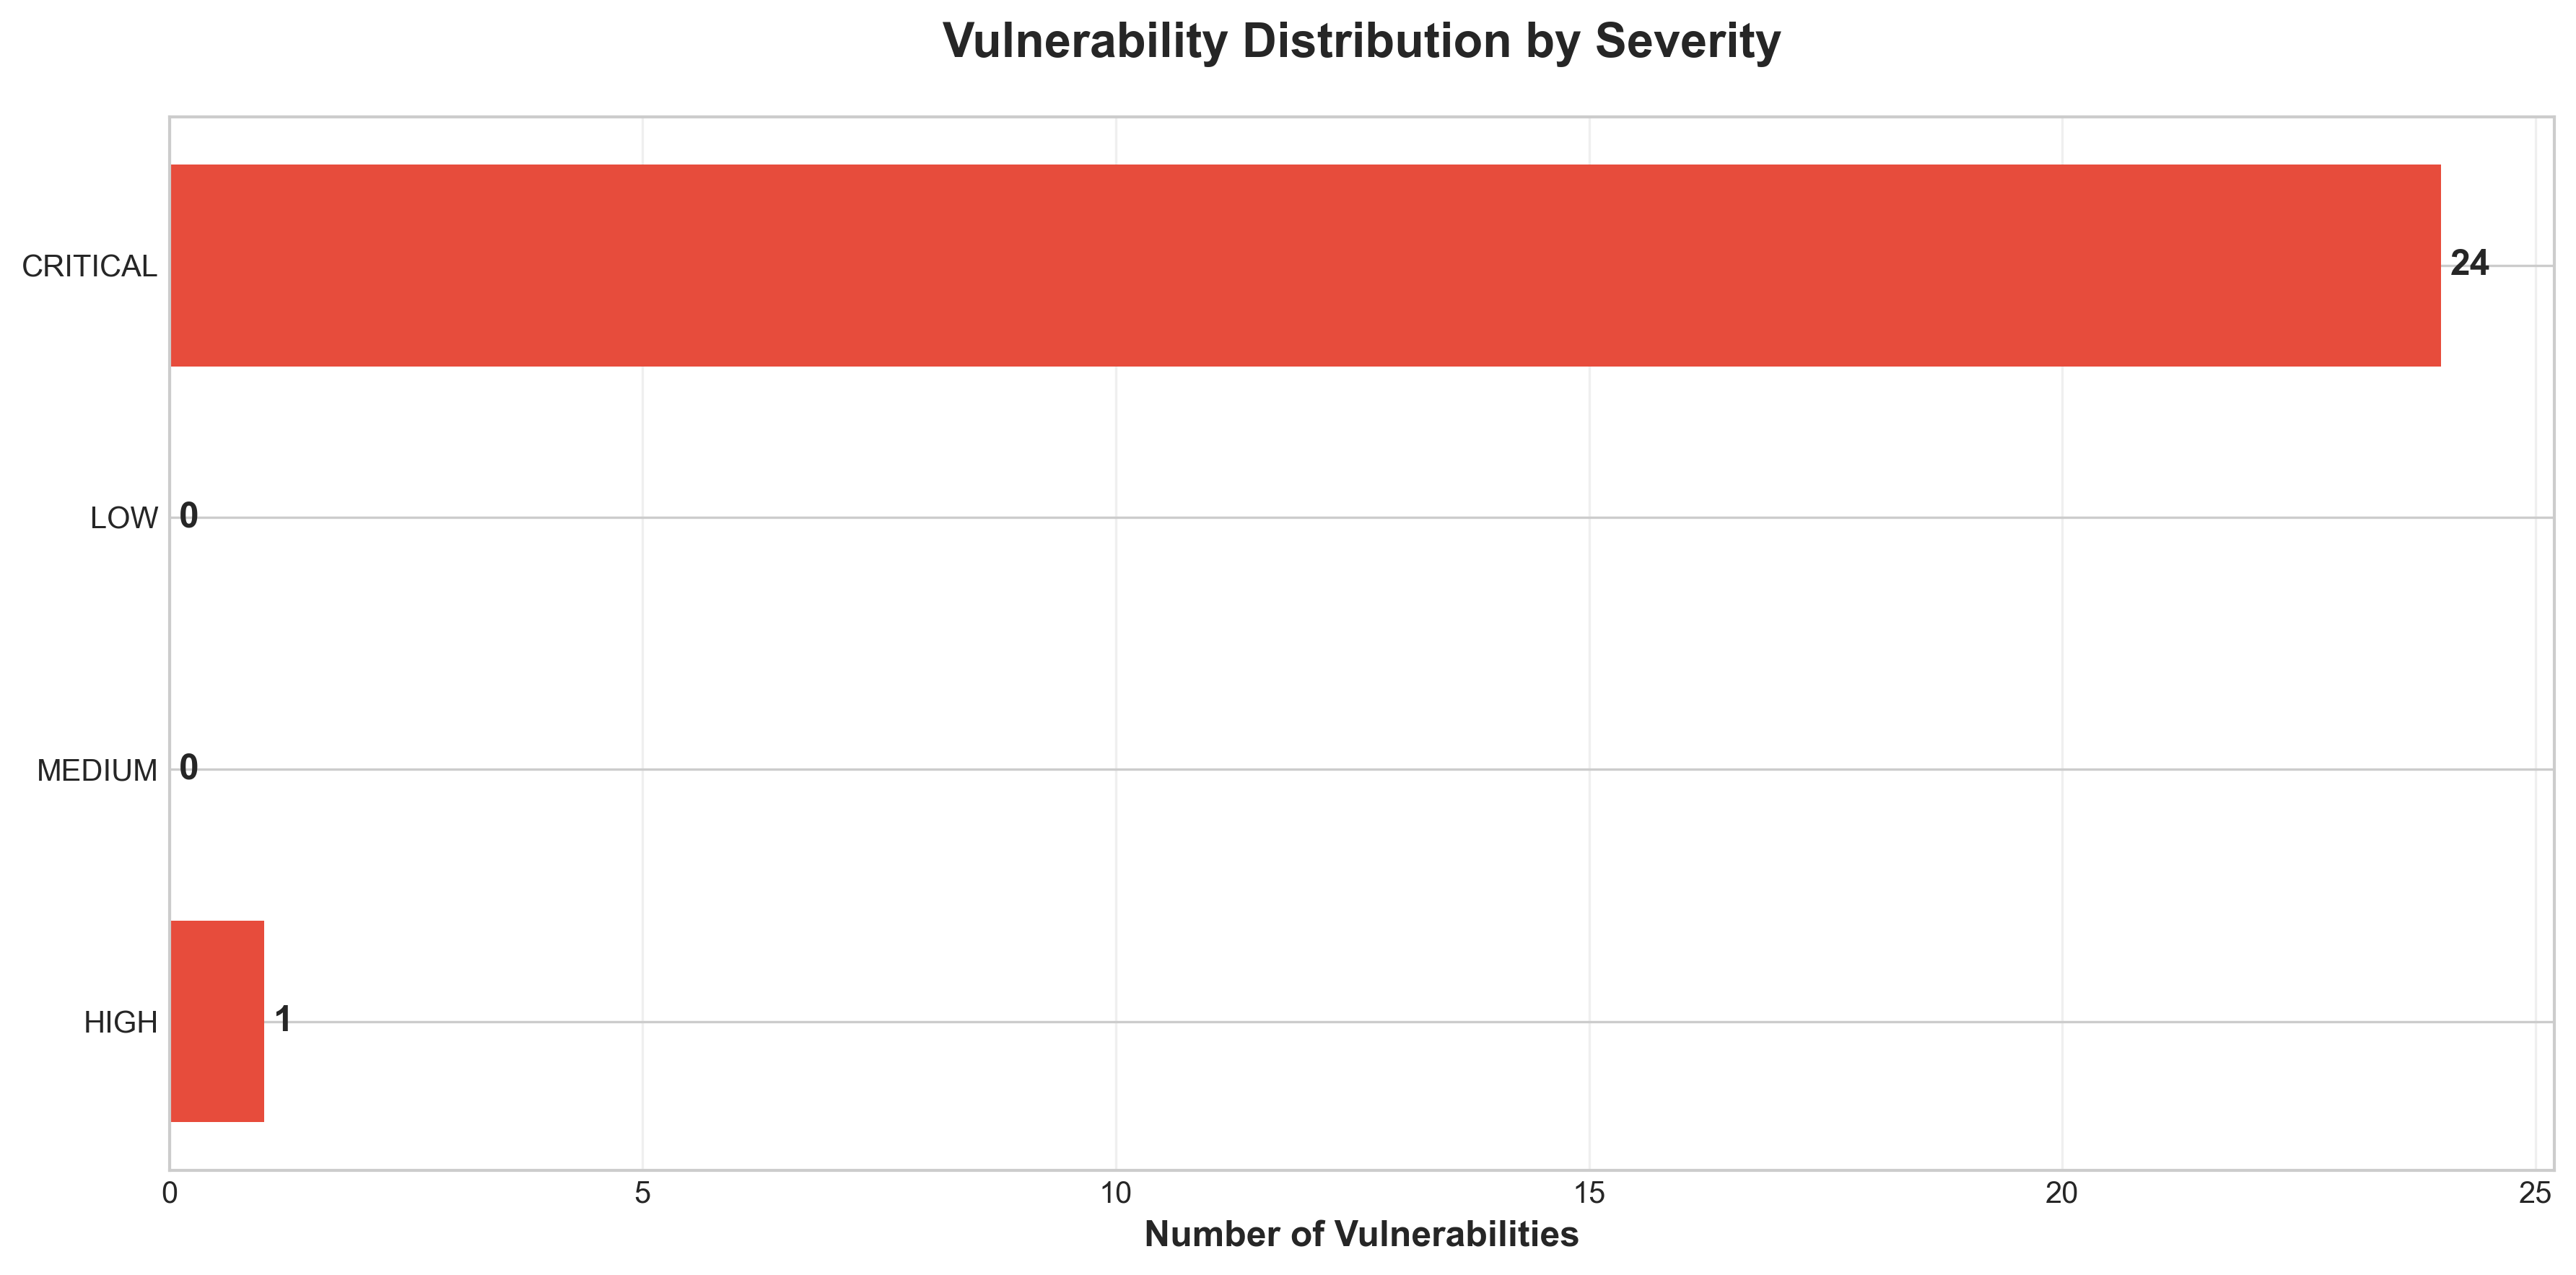 Vulnerability Distribution by Severity
CRITICAL
24
LOW
0
MEDIUM
0
HIGH
1
0 5 10 15 20 25
Number of Vulnerabilities